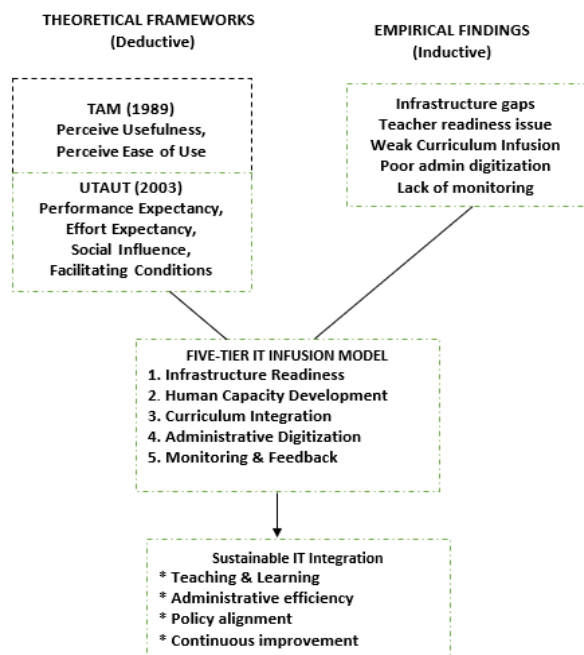 THEORETICAL FRAMEWORKS
(Deductive)
TAM (1989)
Perceive Usefulness,
Perceive Ease of Use
UTAUT (2003)
Performance Expectancy,
Effort Expectancy,
Social Influence,
Facilitating Conditions
EMPIRICAL FINDINGS
(Inductive)
Infrastructure gaps
Teacher readiness issue
Weak Curriculum Infusion
Poor admin digitization
Lack of monitoring
FIVE-TIER IT INFUSION MODEL
1. Infrastructure Readiness
2. Human Capacity Development
3. Curriculum Integration
4. Administrative Digitization
5. Monitoring & Feedback
Sustainable IT Integration
* Teaching & Learning
* Administrative efficiency
* Policy alignment
* Continuous improvement